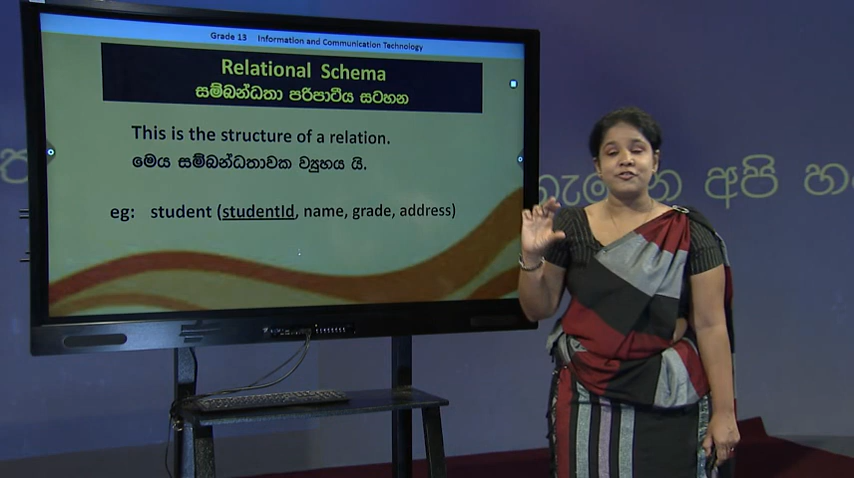 Grade 13 Information and Communication Technology
Relational Schema
සම්බන්ධතා පරිපාටීය සටහන
This is the structure of a relation.
මෙය සම්බන්ධතාවක ව්‍යුහය යි.
eg: student (studentId, name, grade, address)
අපි